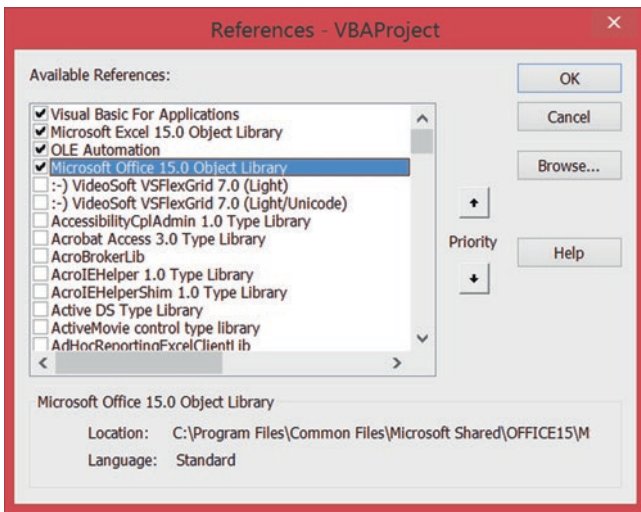 References - VBAProject
Available References:
Visual Basic For Applications
Microsoft Excel 15.0 Object Library
OLE Automation
Microsoft Office 15.0 Object Library
:-) VideoSoft VSFlexGrid 7.0 (Light)
:-) VideoSoft VSFlexGrid 7.0 (Light/Unicode)
AccessibilityCplAdmin 1.0 Type Library
Acrobat Access 3.0 Type Library
AcroBrokerLib
AcroIEHelper 1.0 Type Library
AcroIEHelperShim 1.0 Type Library
Active DS Type Library
ActiveMovie control type library
AdHocReportingExcelClientLib
OK
Cancel
Browse...
Priority
Help
Microsoft Office 15.0 Object Library
Location: C:\Program Files\Common Files\Microsoft Shared\OFFICE15\M
Language: Standard